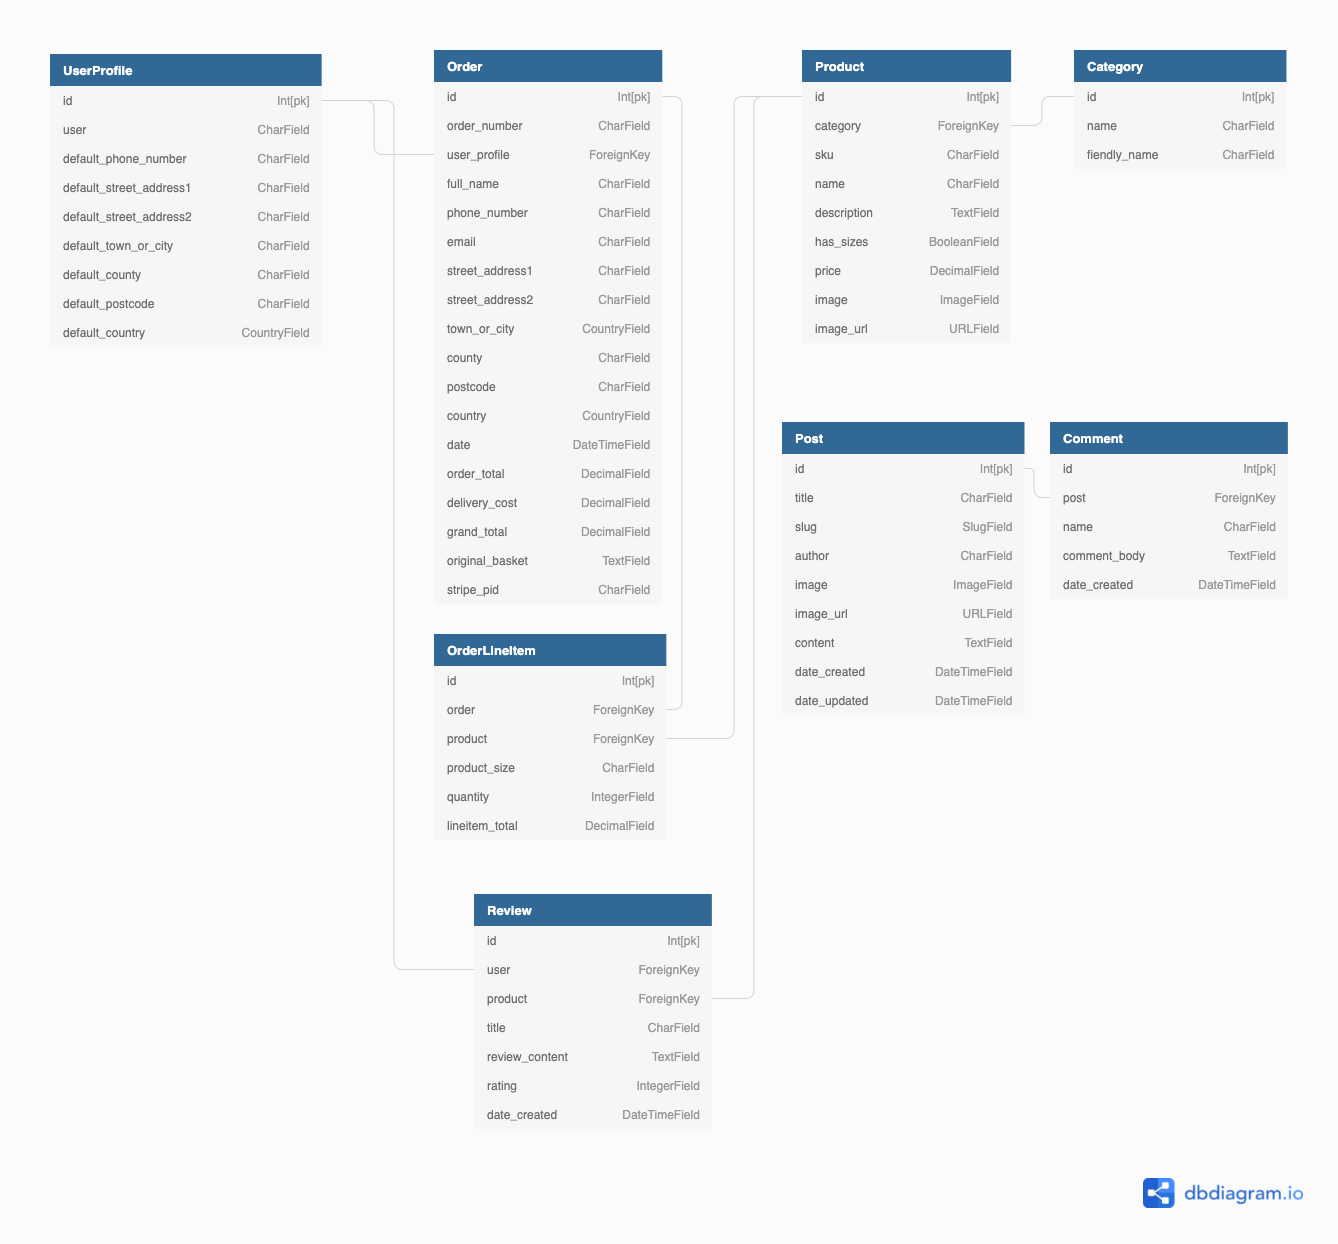 UserProfile
id Int[pk]
user CharField
default_phone_number CharField
default_street_address1 CharField
default_street_address2 CharField
default_town_or_city CharField
default_county CharField
default_postcode CharField
default_country CountryField
Order
id Int[pk]
order_number CharField
user_profile ForeignKey
full_name CharField
phone_number CharField
email CharField
street_address1 CharField
street_address2 CharField
town_or_city CountryField
county CharField
postcode CharField
country CountryField
date DateTimeField
order_total DecimalField
delivery_cost DecimalField
grand_total DecimalField
original_basket TextField
stripe_pid CharField
OrderLineItem
id Int[pk]
order ForeignKey
product ForeignKey
product_size CharField
quantity IntegerField
lineitem_total DecimalField
Review
id Int[pk]
user ForeignKey
product ForeignKey
title CharField
review_content TextField
rating IntegerField
date_created DateTimeField
Product
id Int[pk]
category ForeignKey
sku CharField
name CharField
description TextField
has_sizes BooleanField
price DecimalField
image ImageField
image_url URLField
Category
id Int[pk]
name CharField
fiendly_name CharField
Post
id Int[pk]
title CharField
slug SlugField
author CharField
image ImageField
image_url URLField
content TextField
date_created DateTimeField
date_updated DateTimeField
Comment
id Int[pk]
post ForeignKey
name CharField
comment_body TextField
date_created DateTimeField
dbdiagram.io